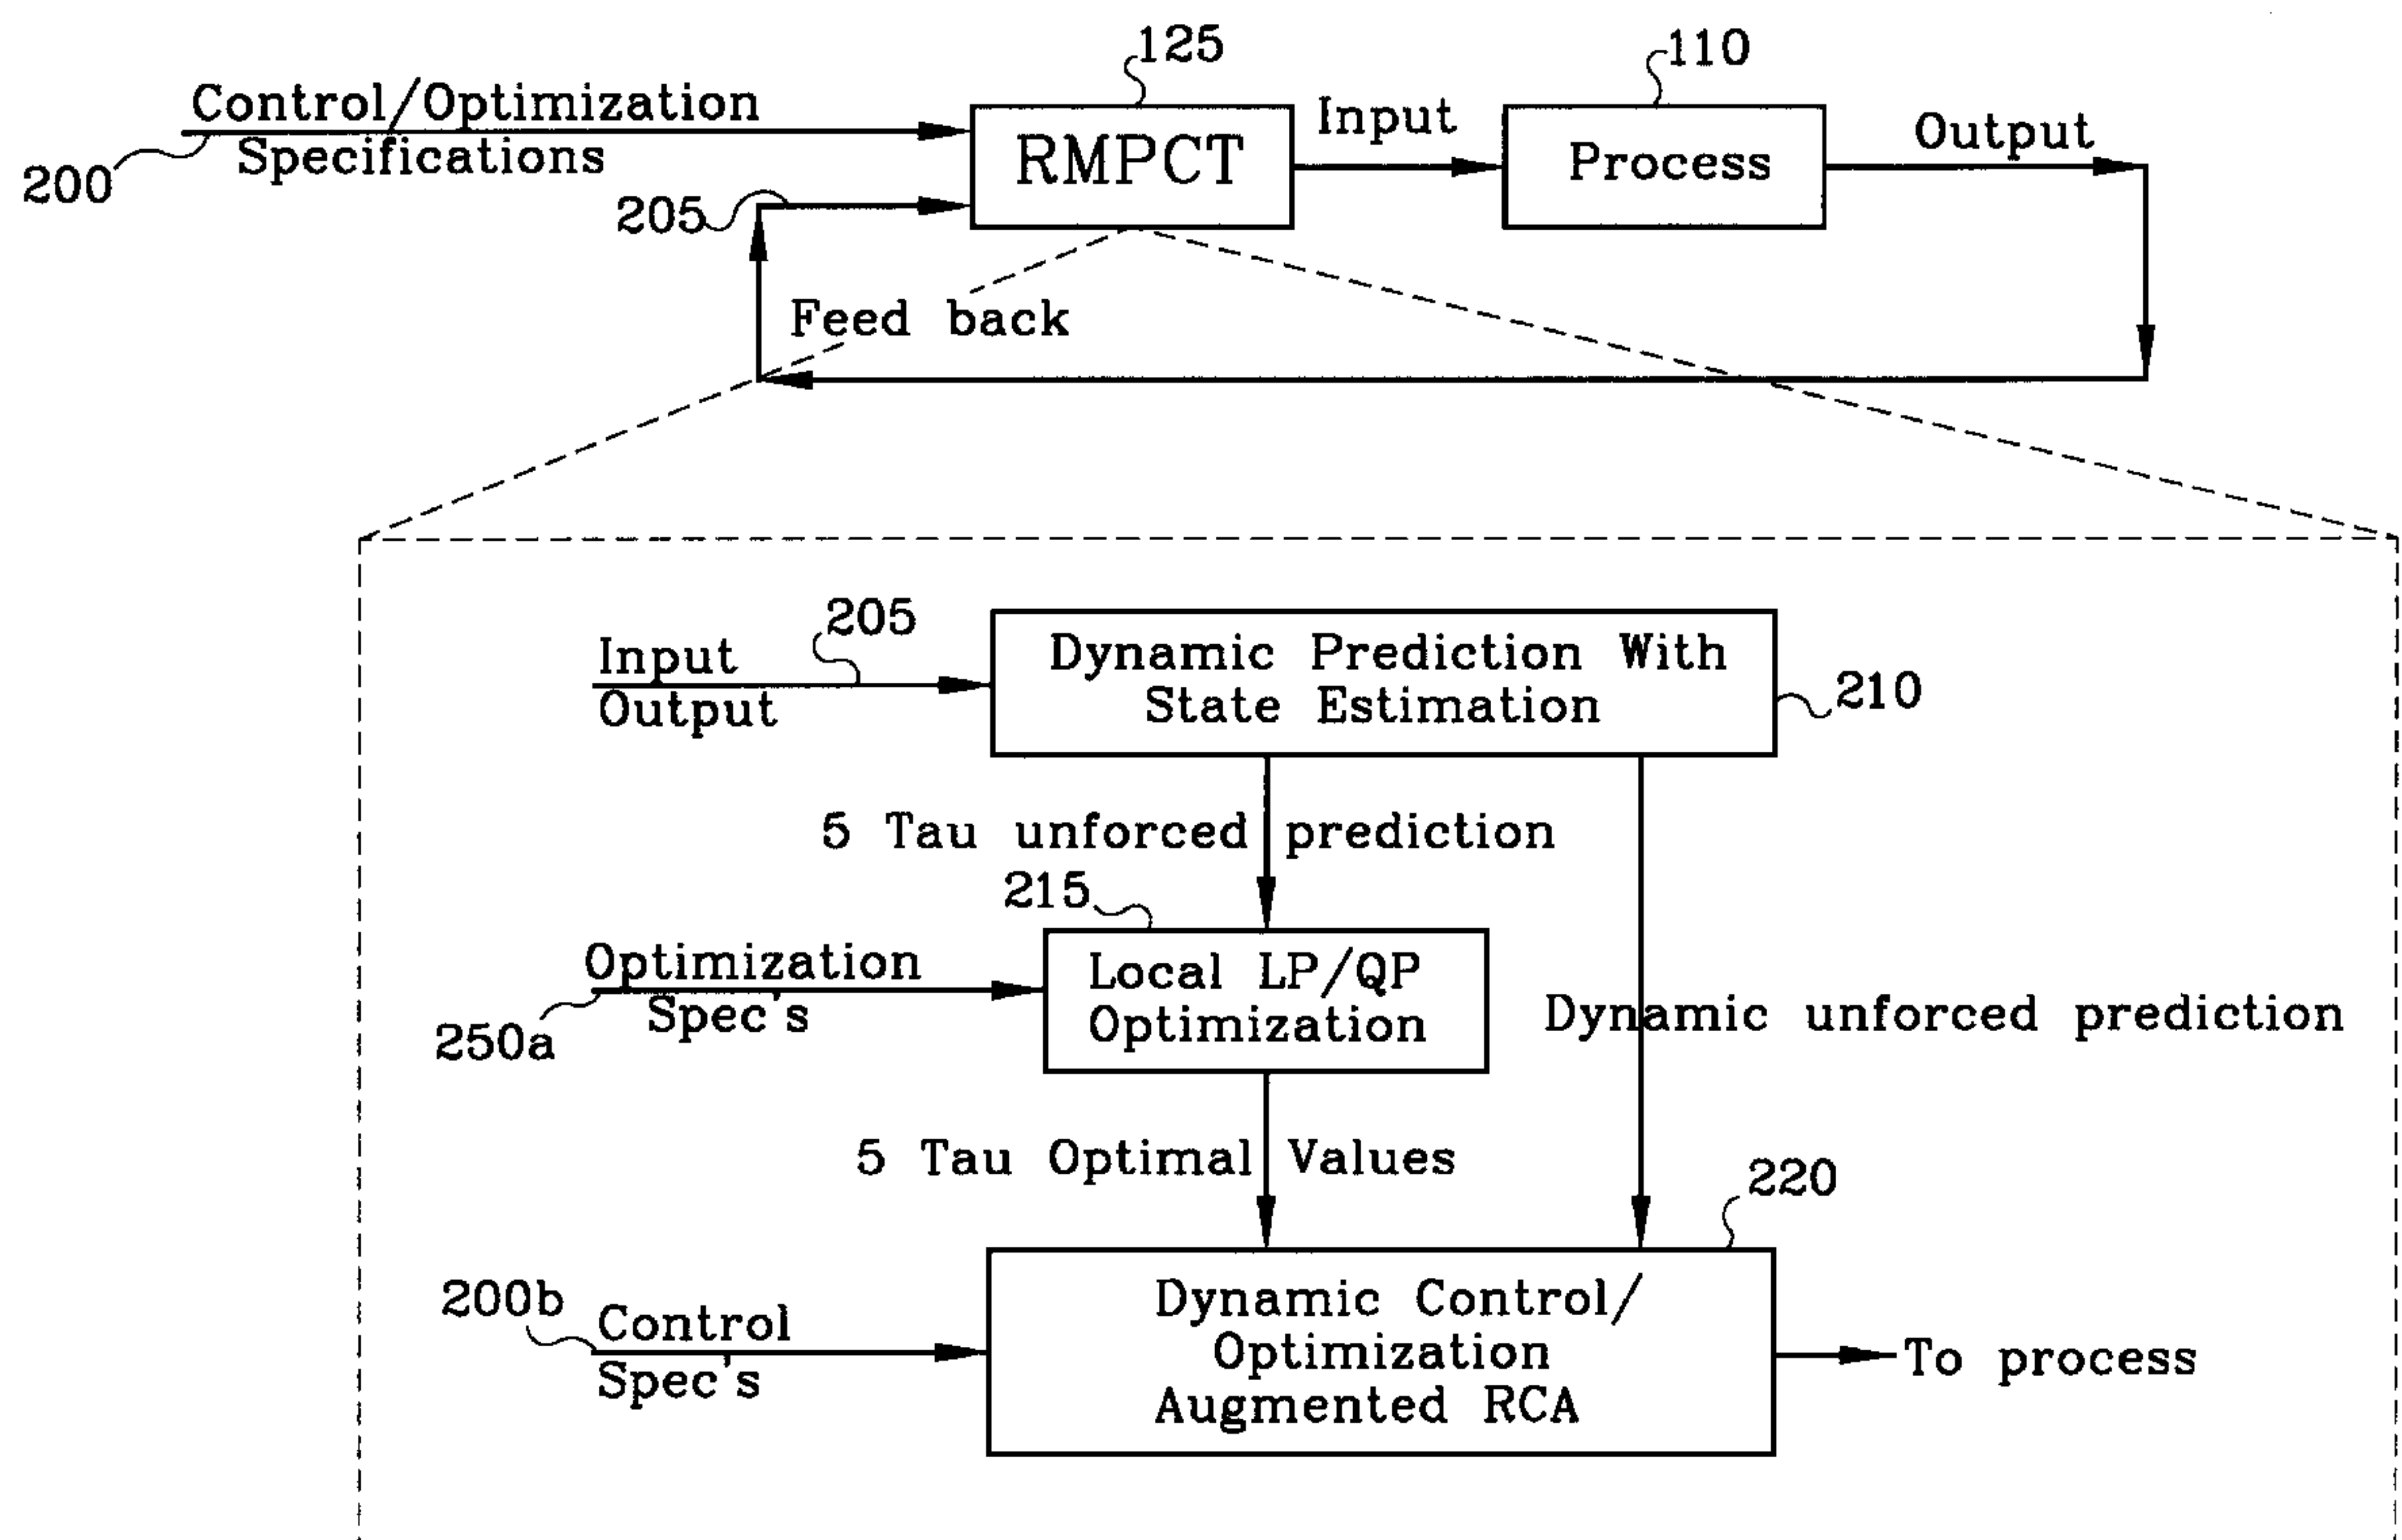 125
110
Control/Optimization
Specifications
200
205
RMPCT
Input
Process
Output
Feed back
205
Input
Output
Dynamic Prediction With
State Estimation
210
5 Tau unforced prediction
215
Optimization
Spec's
250a
Local LP/QP
Optimization
Dynamic unforced prediction
5 Tau Optimal Values
220
200b
Control
Spec's
Dynamic Control/
Optimization
Augmented RCA
To process